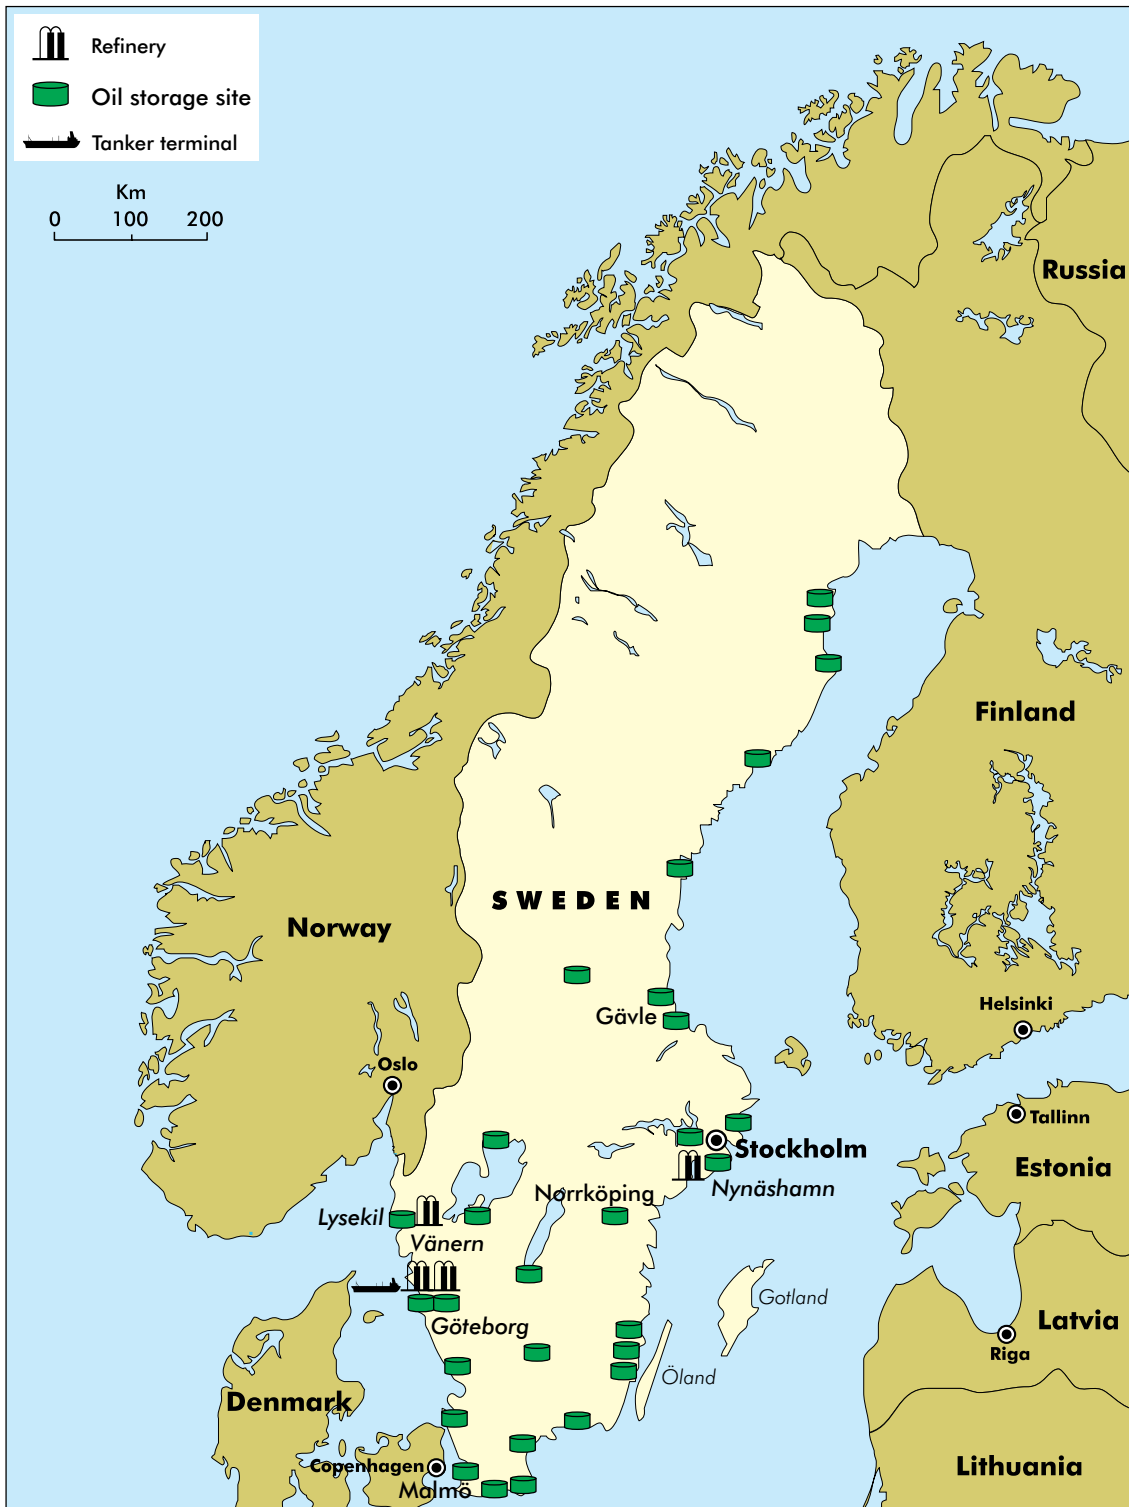 Refinery
Oil storage site
Tanker terminal
Km
0 100 200
Russia
Finland
SWEDEN
Norway
Helsinki
Gävle
Oslo
Tallinn
Stockholm
Estonia
Nynäshamn
Norrköping
Lysekil
Vänern
Gotland
Latvia
Göteborg
Riga
Öland
Denmark
Copenhagen
Lithuania
Malmö